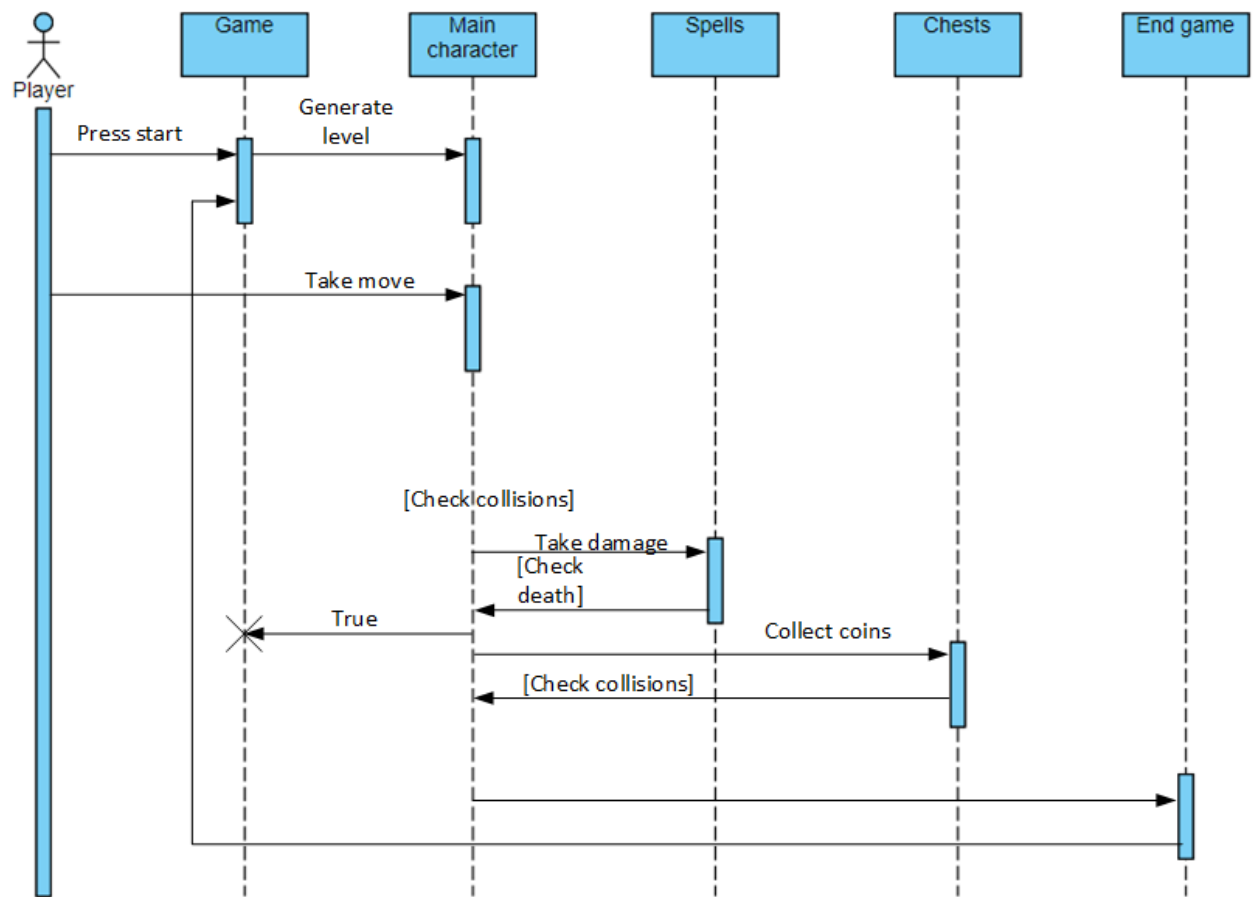 Game
Main
character
Spells
Chests
End game
Player
Press start
Generate
level
Take move
[Check collisions]
Take damage
[Check
death]
True
Collect coins
[Check collisions]